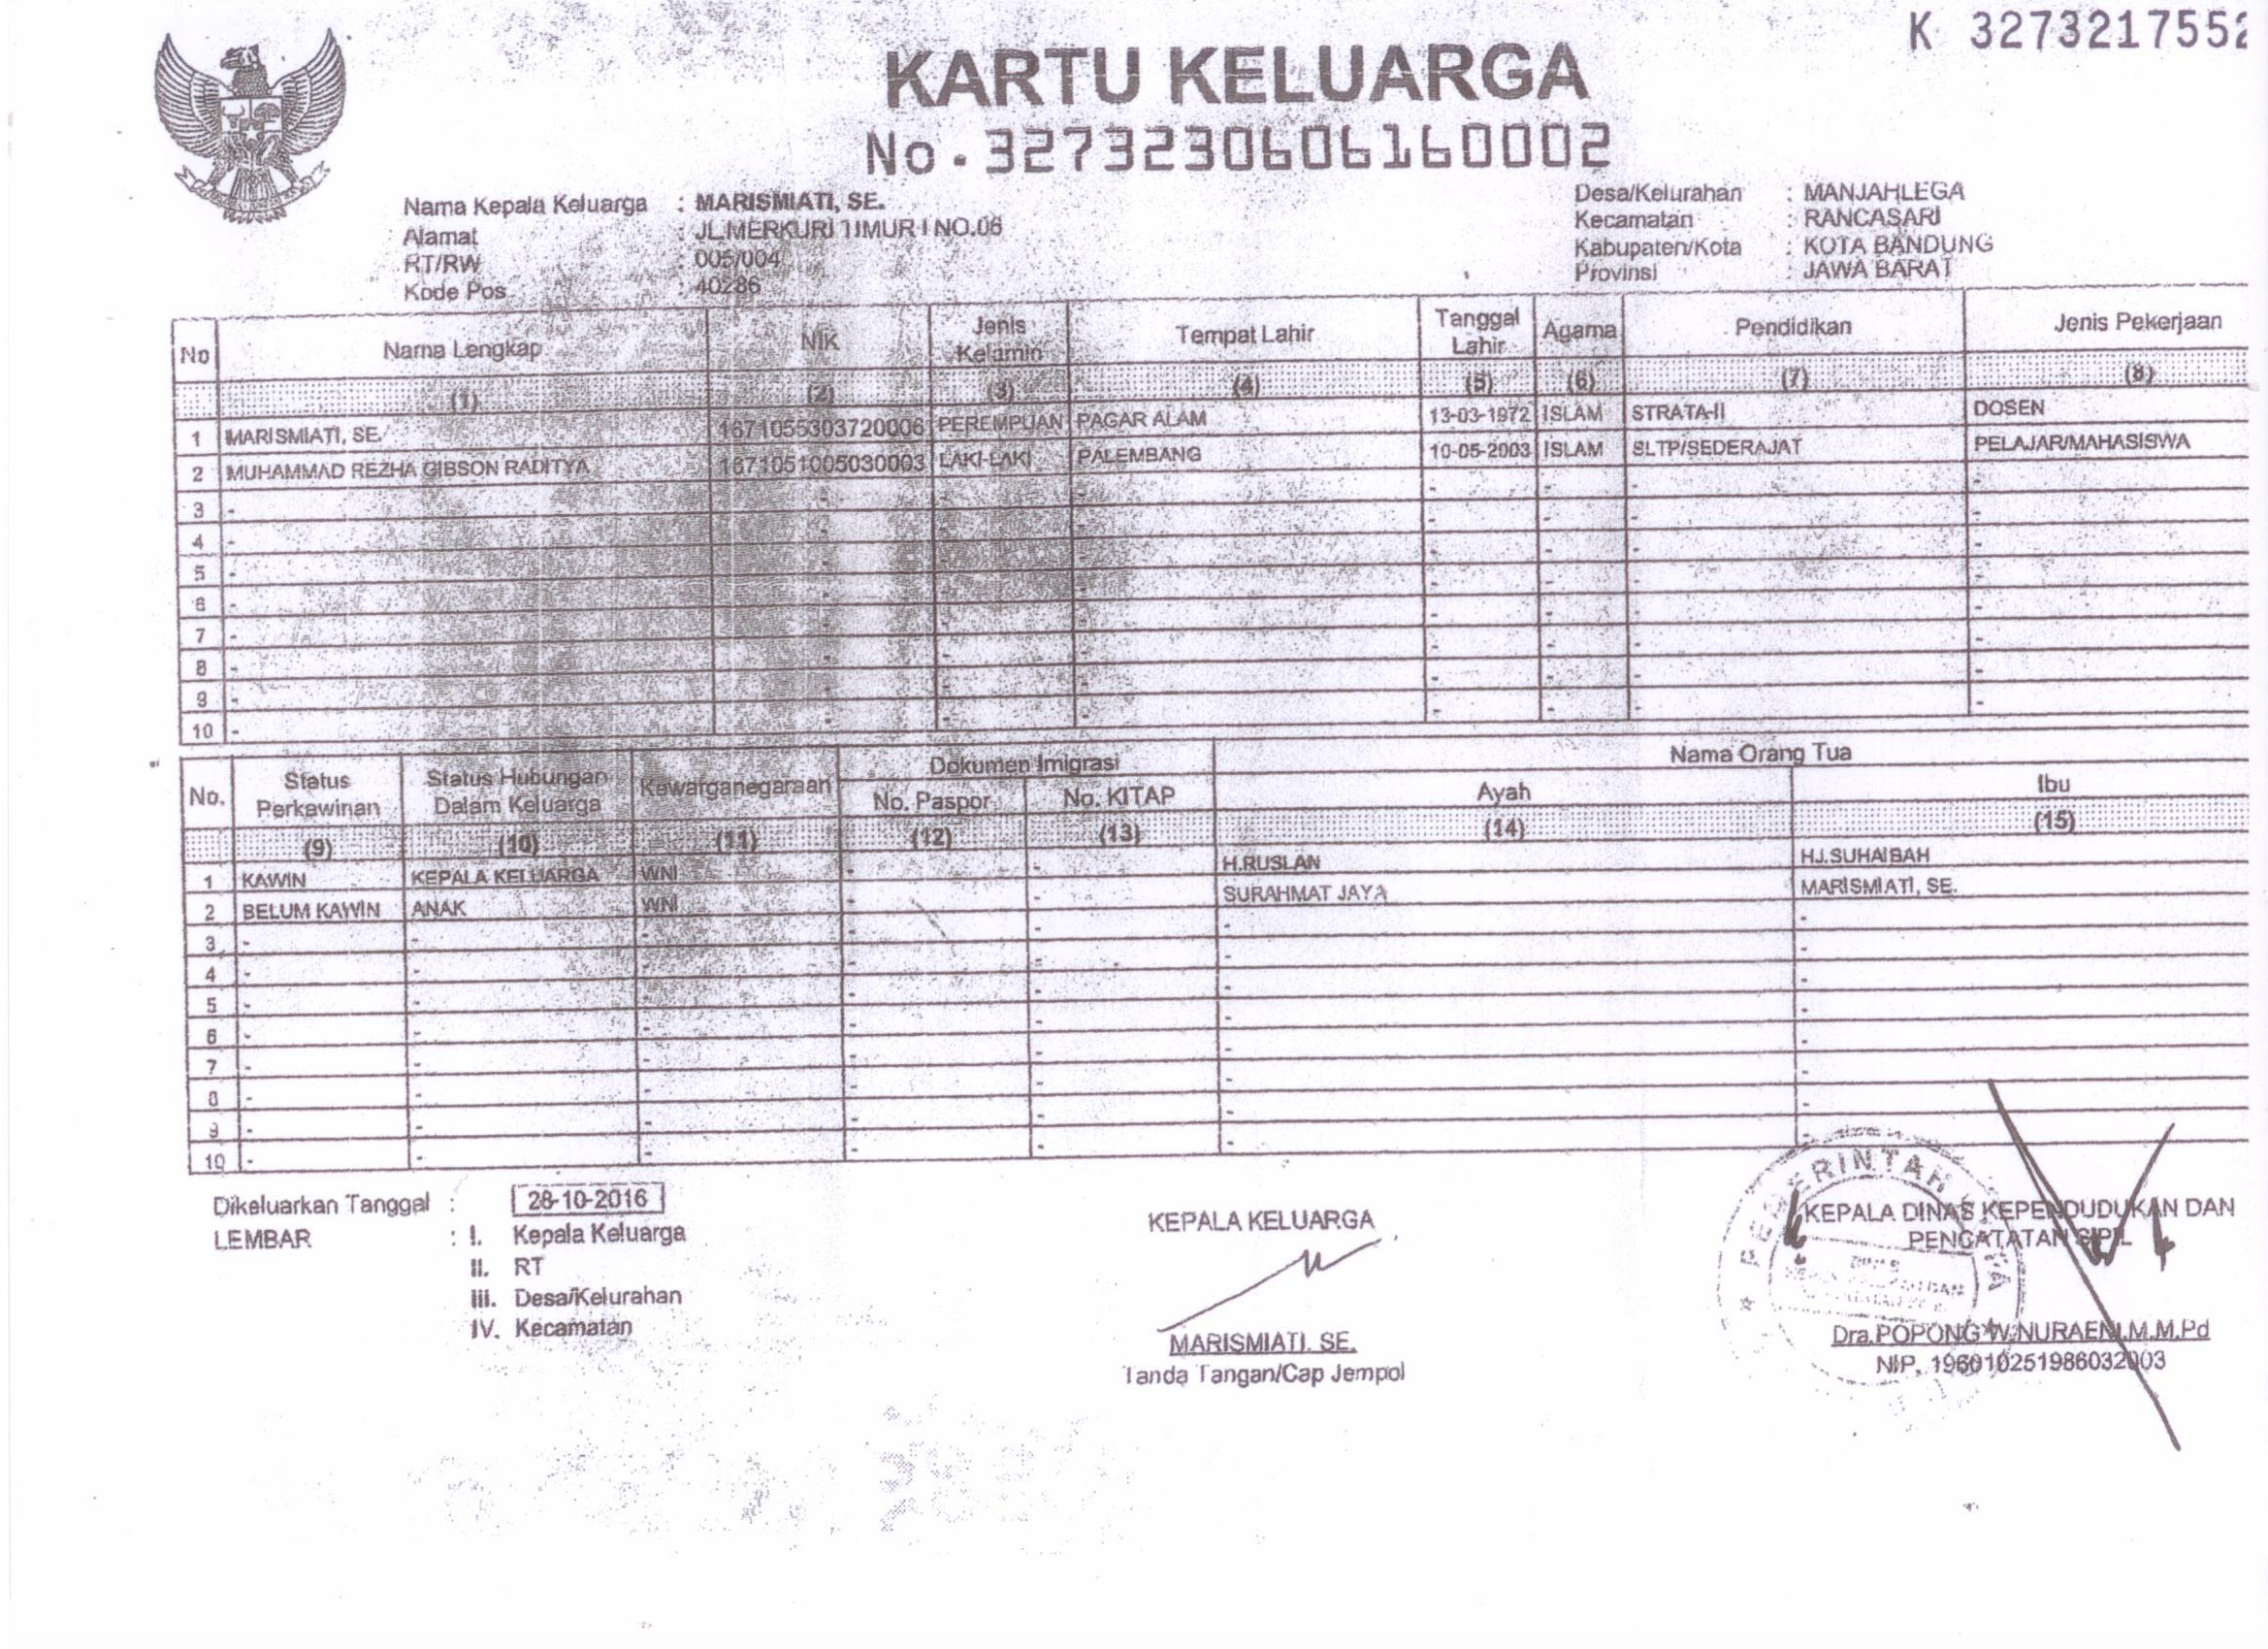 K 327321755
KARTU KELUARGA
No. 3273230606160002
Nama Kepala Keluarga : MARISMIATI, SE.
Alamat : JL.MERKURI TIMUR I NO.06
RT/RW : 005/004
Kode Pos : 40286
Desa/Kelurahan : MANJAHLEGA
Kecamatan : RANCASARI
Kabupaten/Kota : KOTA BANDUNG
Provinsi : JAWA BARAT
No Nama Lengkap NIK Jenis Kelamin Tempat Lahir Tanggal Lahir Agama Pendidikan Jenis Pekerjaan
(1) (2) (3) (4) (5) (6) (7) (8)
1 MARISMIATI, SE. 1671055303720006 PEREMPUAN PAGAR ALAM 13-03-1972 ISLAM STRATA-II DOSEN
2 MUHAMMAD REZHA GIBSON RADITYA 1671051005030003 LAKI-LAKI PALEMBANG 10-05-2003 ISLAM SLTP/SEDERAJAT PELAJAR/MAHASISWA
3 - - - - - - - -
4 - - - - - - - -
5 - - - - - - - -
6 - - - - - - - -
7 - - - - - - - -
8 - - - - - - - -
9 - - - - - - - -
10 - - - - - - - -
No. Status Perkawinan Status Hubungan Dalam Keluarga Kewarganegaraan Dokumen Imigrasi Nama Orang Tua
No. Paspor No. KITAP Ayah Ibu
(9) (10) (11) (12) (13) (14) (15)
1 KAWIN KEPALA KELUARGA WNI - - H.RUSLAN HJ.SUHAIBAH
2 BELUM KAWIN ANAK WNI - - SURAHMAT JAYA MARISMIATI, SE.
3 - - - - - - -
4 - - - - - - -
5 - - - - - - -
6 - - - - - - -
7 - - - - - - -
8 - - - - - - -
9 - - - - - - -
10 - - - - - - -
Dikeluarkan Tanggal : 28-10-2016
LEMBAR : I. Kepala Keluarga
II. RT
III. Desa/Kelurahan
IV. Kecamatan
KEPALA KELUARGA
MARISMIATI. SE.
Tanda Tangan/Cap Jempol
PEMERINTAH
DINAS
KEPALA DINAS KEPENDUDUKAN DAN
PENCATATAN SIPIL
Dra.POPONG W.NURAENI,M.M.Pd
NIP. 196010251986032003